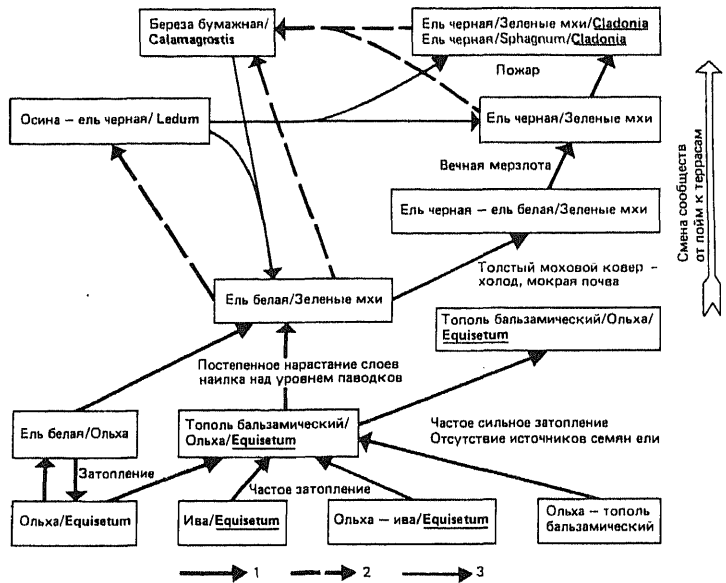 Береза бумажная/
Calamagrostis
Ель черная/Зеленые мхи/Cladonia
Ель черная/Sphagnum/Cladonia
Пожар
Осина – ель черная/ Ledum
Ель черная/Зеленые мхи
Вечная мерзлота
Ель черная – ель белая/Зеленые мхи
Смена сообществ
от пойм к террасам
Толстый моховой ковер –
холод, мокрая почва
Ель белая/Зеленые мхи
Тополь бальзамический/Ольха/
Equisetum
Постепенное нарастание слоев
наилка над уровнем паводков
Ель белая/Ольха
Тополь бальзамический/
Ольха/Equisetum
Частое сильное затопление
Отсутствие источников семян ели
Затопление
Частое затопление
Ольха/Equisetum
Ива/Equisetum
Ольха – ива/Equisetum
Ольха – тополь
бальзамический
1 2 3